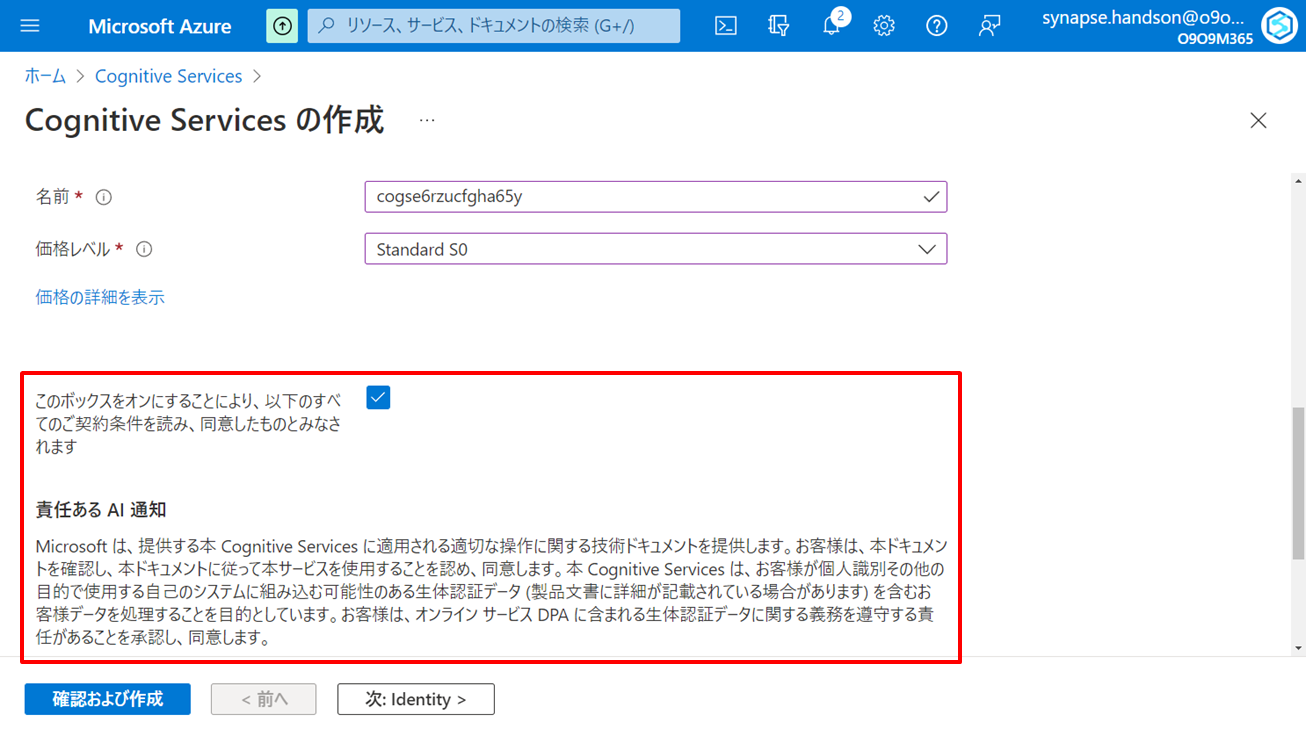 Microsoft Azure
リソース、サービス、ドキュメントの検索 (G+/)
2
synapse.handson@o9o...
O9O9M365
ホーム > Cognitive Services >
Cognitive Services の作成 ...
名前 *
cogse6rzucfgha65y
価格レベル *
Standard S0
価格の詳細を表示
このボックスをオンにすることにより、以下のすべ
てのご契約条件を読み、同意したものとみなさ
れます
責任ある AI 通知
Microsoft は、提供する本 Cognitive Services に適用される適切な操作に関する技術ドキュメントを提供します。お客様は、本ドキュメン
トを確認し、本ドキュメントに従って本サービスを使用することを認め、同意します。本 Cognitive Services は、お客様が個人識別その他の
目的で使用する自己のシステムに組み込む可能性のある生体認証データ (製品文書に詳細が記載されている場合があります) を含むお
客様データを処理することを目的としています。お客様は、オンライン サービス DPA に含まれる生体認証データに関する義務を遵守する責
任があることを承認し、同意します。
確認および作成
< 前へ
次: Identity >